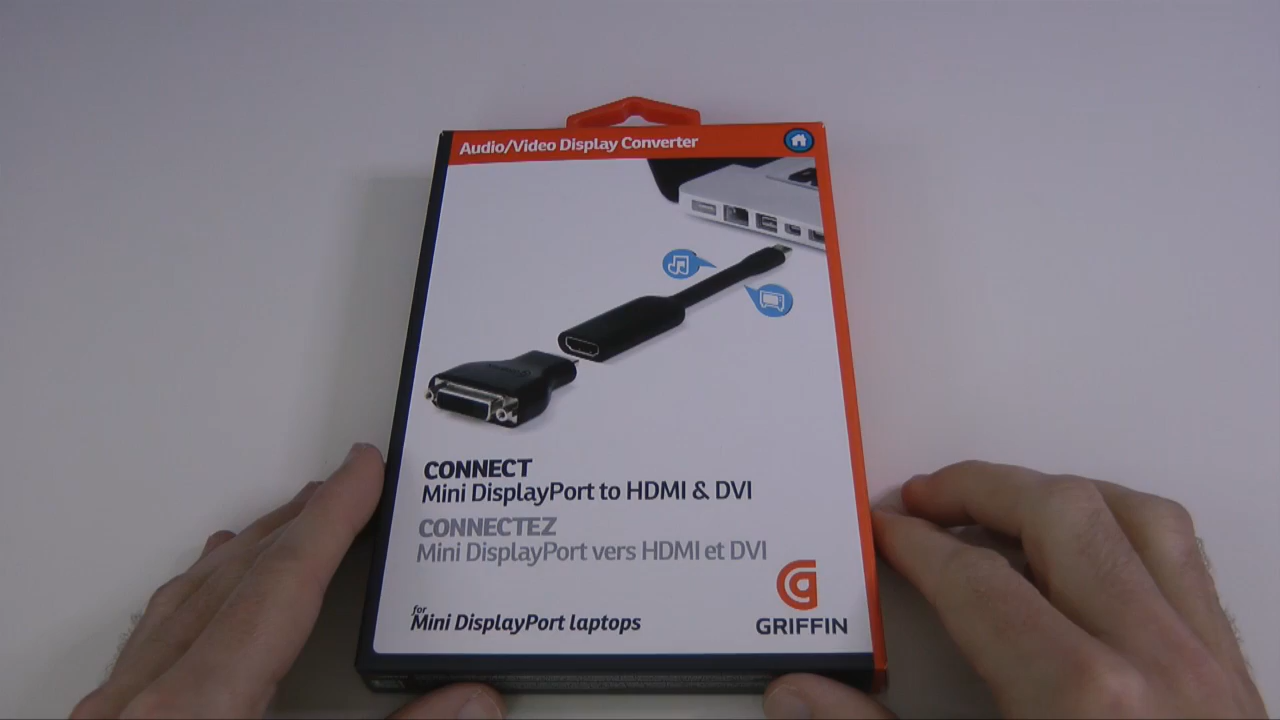 Audio/Video Display Converter
CONNECT
Mini DisplayPort to HDMI & DVI
CONNECTEZ
Mini DisplayPort vers HDMI et DVI
for
Mini DisplayPort laptops
GRIFFIN